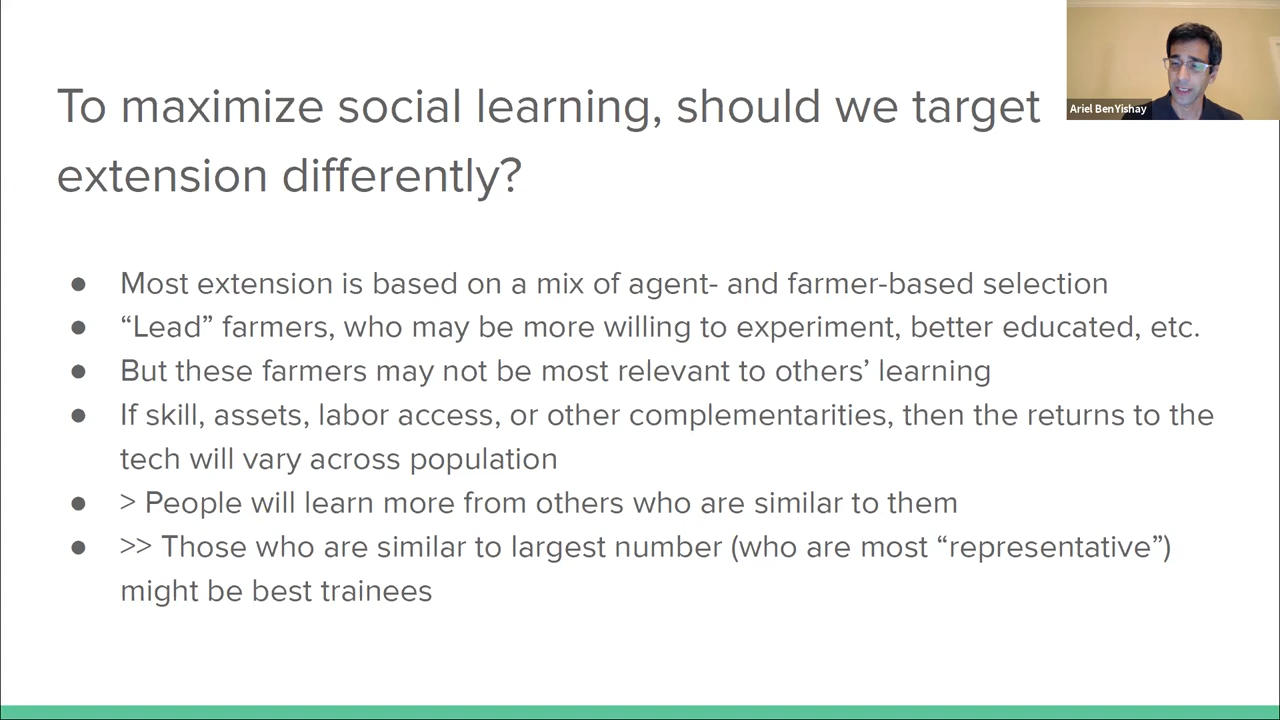 To maximize social learning, should we target
extension differently?
Ariel BenYishay
● Most extension is based on a mix of agent- and farmer-based selection
● “Lead” farmers, who may be more willing to experiment, better educated, etc.
● But these farmers may not be most relevant to others’ learning
● If skill, assets, labor access, or other complementarities, then the returns to the
tech will vary across population
● > People will learn more from others who are similar to them
● >> Those who are similar to largest number (who are most “representative”)
might be best trainees